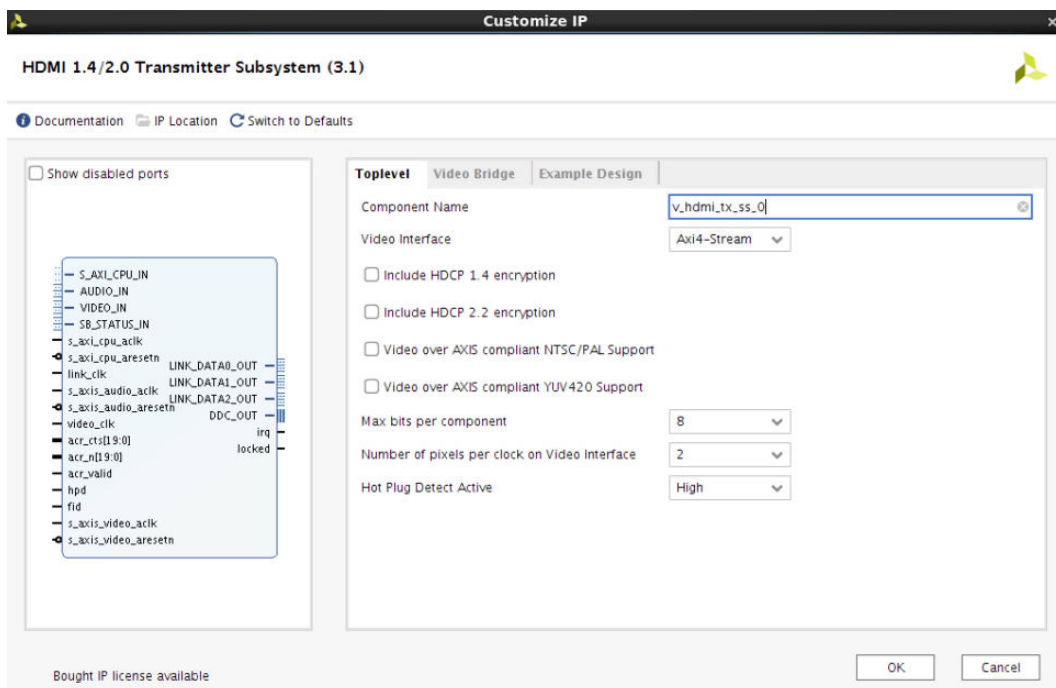 Customize IP
HDMI 1.4/2.0 Transmitter Subsystem (3.1)
Documentation IP Location Switch to Defaults
Show disabled ports
S_AXI_CPU_IN
AUDIO_IN
VIDEO_IN
SB_STATUS_IN
s_axi_cpu_aclk
s_axi_cpu_aresetn
link_clk
s_axis_audio_aclk
s_axis_audio_aresetn
video_clk
acr_cts[19:0]
acr_n[19:0]
acr_valid
hpd
fid
s_axis_video_aclk
s_axis_video_aresetn
LINK_DATA0_OUT
LINK_DATA1_OUT
LINK_DATA2_OUT
DDC_OUT
irq
locked
Toplevel Video Bridge Example Design
Component Name v_hdmi_tx_ss_0
Video Interface Axi4-Stream
Include HDCP 1.4 encryption
Include HDCP 2.2 encryption
Video over AXIS compliant NTSC/PAL Support
Video over AXIS compliant YUV420 Support
Max bits per component 8
Number of pixels per clock on Video Interface 2
Hot Plug Detect Active High
Bought IP license available
OK Cancel